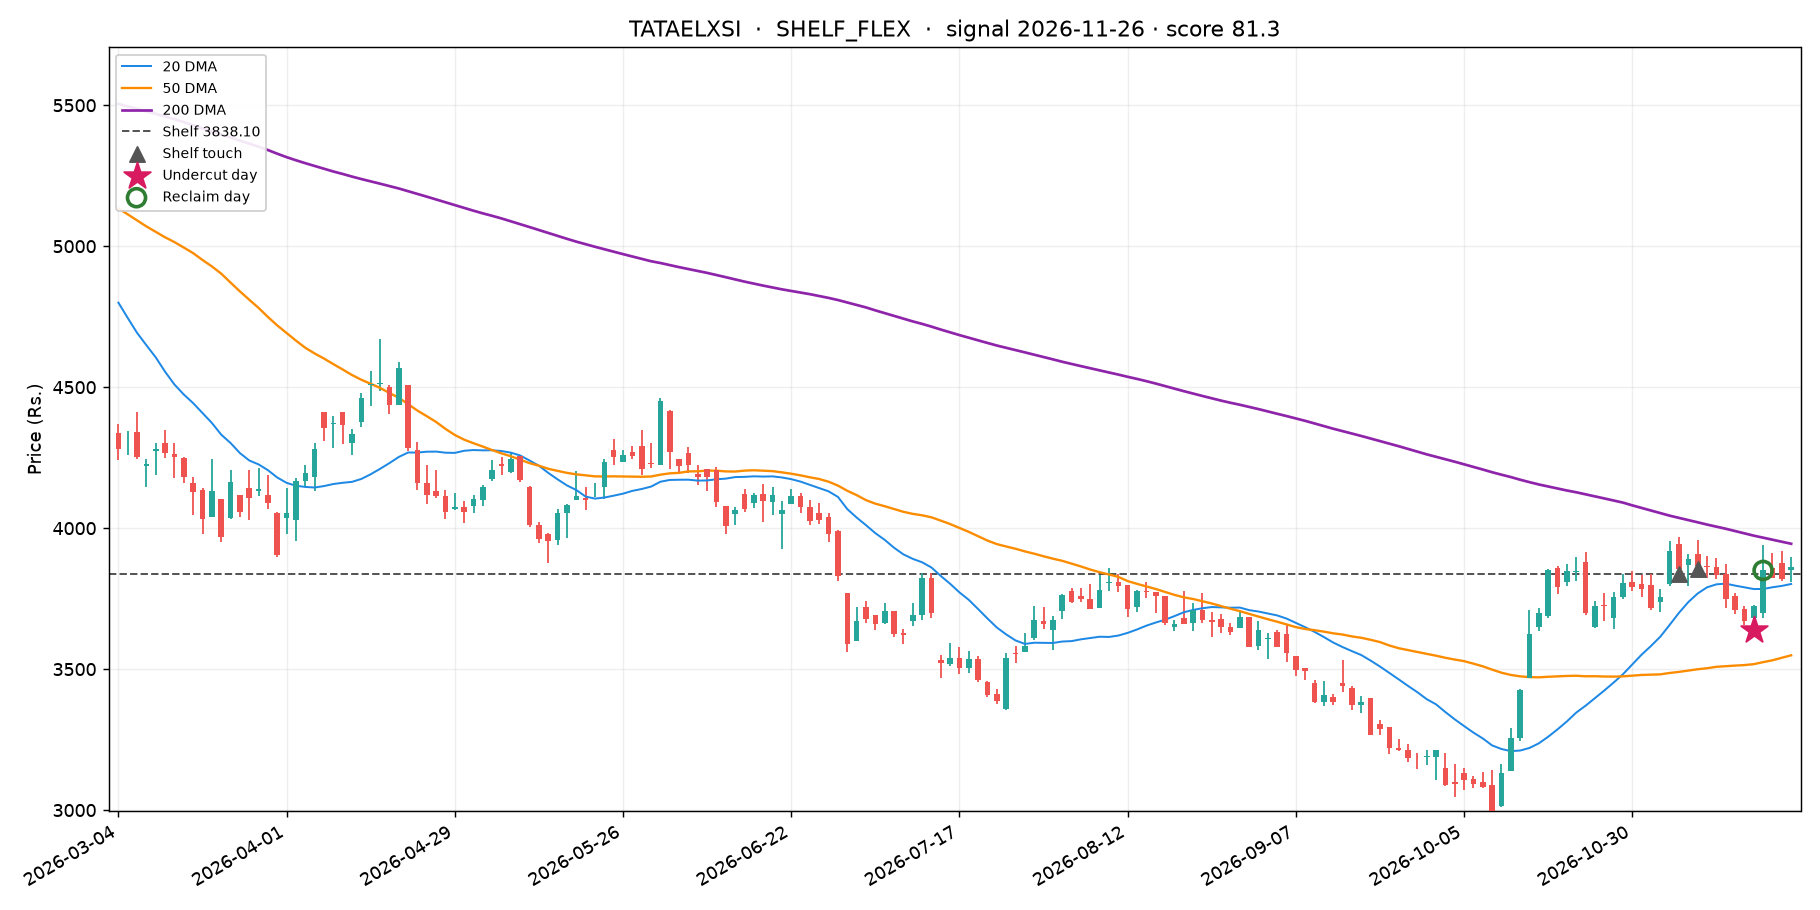 TATAELXSI · SHELF_FLEX · signal 2026-11-26 · score 81.3
20 DMA
50 DMA
200 DMA
Shelf 3838.10
Shelf touch
Undercut day
Reclaim day
Price (Rs.)
5500
5000
4500
4000
3500
3000
2026-03-04
2026-04-01
2026-04-29
2026-05-26
2026-06-22
2026-07-17
2026-08-12
2026-09-07
2026-10-05
2026-10-30